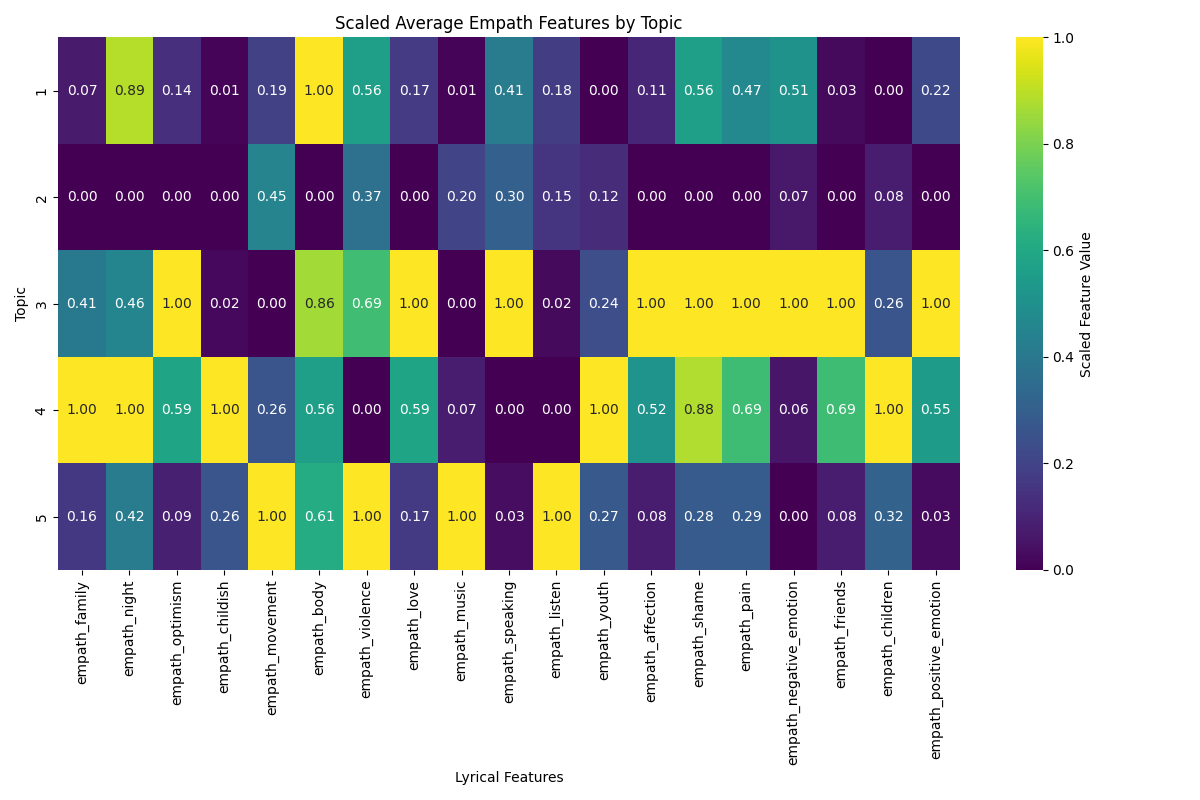 Scaled Average Empath Features by Topic
Topic
1 0.07 0.89 0.14 0.01 0.19 1.00 0.56 0.17 0.01 0.41 0.18 0.00 0.11 0.56 0.47 0.51 0.03 0.00 0.22
2 0.00 0.00 0.00 0.00 0.45 0.00 0.37 0.00 0.20 0.30 0.15 0.12 0.00 0.00 0.00 0.07 0.00 0.08 0.00
3 0.41 0.46 1.00 0.02 0.00 0.86 0.69 1.00 0.00 1.00 0.02 0.24 1.00 1.00 1.00 1.00 1.00 0.26 1.00
4 1.00 1.00 0.59 1.00 0.26 0.56 0.00 0.59 0.07 0.00 0.00 1.00 0.52 0.88 0.69 0.06 0.69 1.00 0.55
5 0.16 0.42 0.09 0.26 1.00 0.61 1.00 0.17 1.00 0.03 1.00 0.27 0.08 0.28 0.29 0.00 0.08 0.32 0.03
empath_family
empath_night
empath_optimism
empath_childish
empath_movement
empath_body
empath_violence
empath_love
empath_music
empath_speaking
empath_listen
empath_youth
empath_affection
empath_shame
empath_pain
empath_negative_emotion
empath_friends
empath_children
empath_positive_emotion
Lyrical Features
1.0
0.8
0.6
0.4
0.2
0.0
Scaled Feature Value